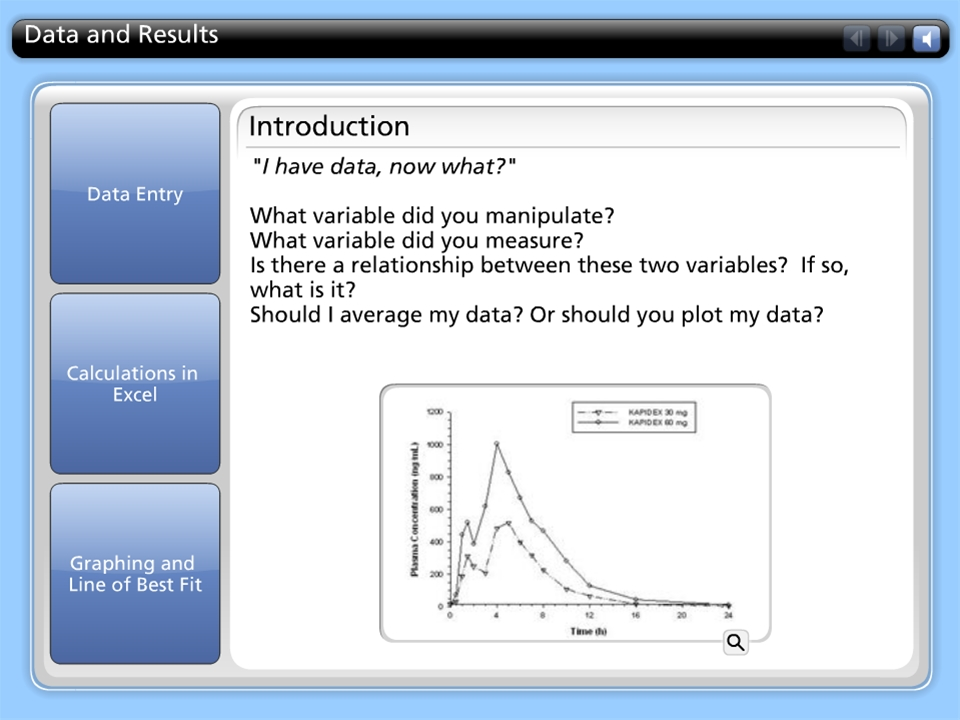 Data and Results
Data Entry
Calculations in
Excel
Graphing and
Line of Best Fit
Introduction
"I have data, now what?"
What variable did you manipulate?
What variable did you measure?
Is there a relationship between these two variables?  If so,
what is it?
Should I average my data? Or should you plot my data?
KAPIDEX 30 mg
KAPIDEX 60 mg
Plasma Concentration (ng/mL)
1200
1000
800
600
400
200
0
0 4 8 12 16 20 24
Time (h)